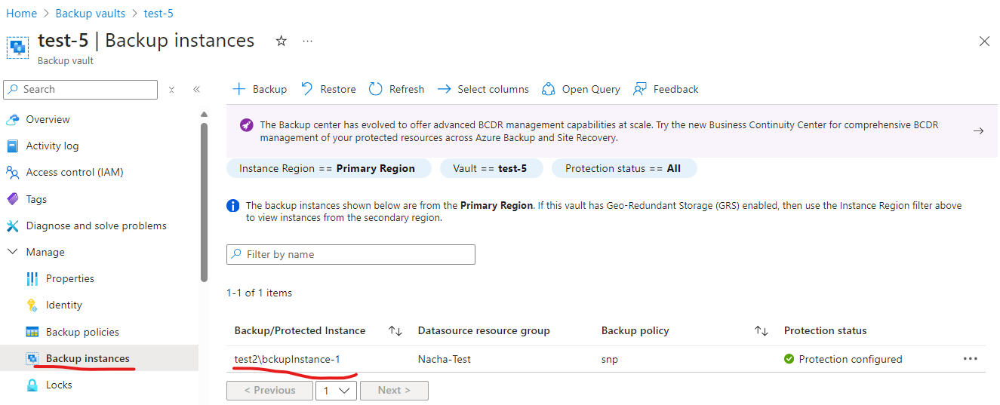 Home > Backup vaults > test-5
test-5 | Backup instances
Backup vault
Search
Overview
Activity log
Access control (IAM)
Tags
Diagnose and solve problems
Manage
Properties
Identity
Backup policies
Backup instances
Locks
Backup Restore Refresh Select columns Open Query Feedback
The Backup center has evolved to offer advanced BCDR management capabilities at scale. Try the new Business Continuity Center for comprehensive BCDR
management of your protected resources across Azure Backup and Site Recovery.
Instance Region == Primary Region Vault == test-5 Protection status == All
The backup instances shown below are from the Primary Region. If this vault has Geo-Redundant Storage (GRS) enabled, then use the Instance Region filter above
to view instances from the secondary region.
Filter by name
1-1 of 1 items
Backup/Protected Instance Datasource resource group Backup policy Protection status
test2\bckupInstance-1 Nacha-Test snp Protection configured
< Previous 1 Next >